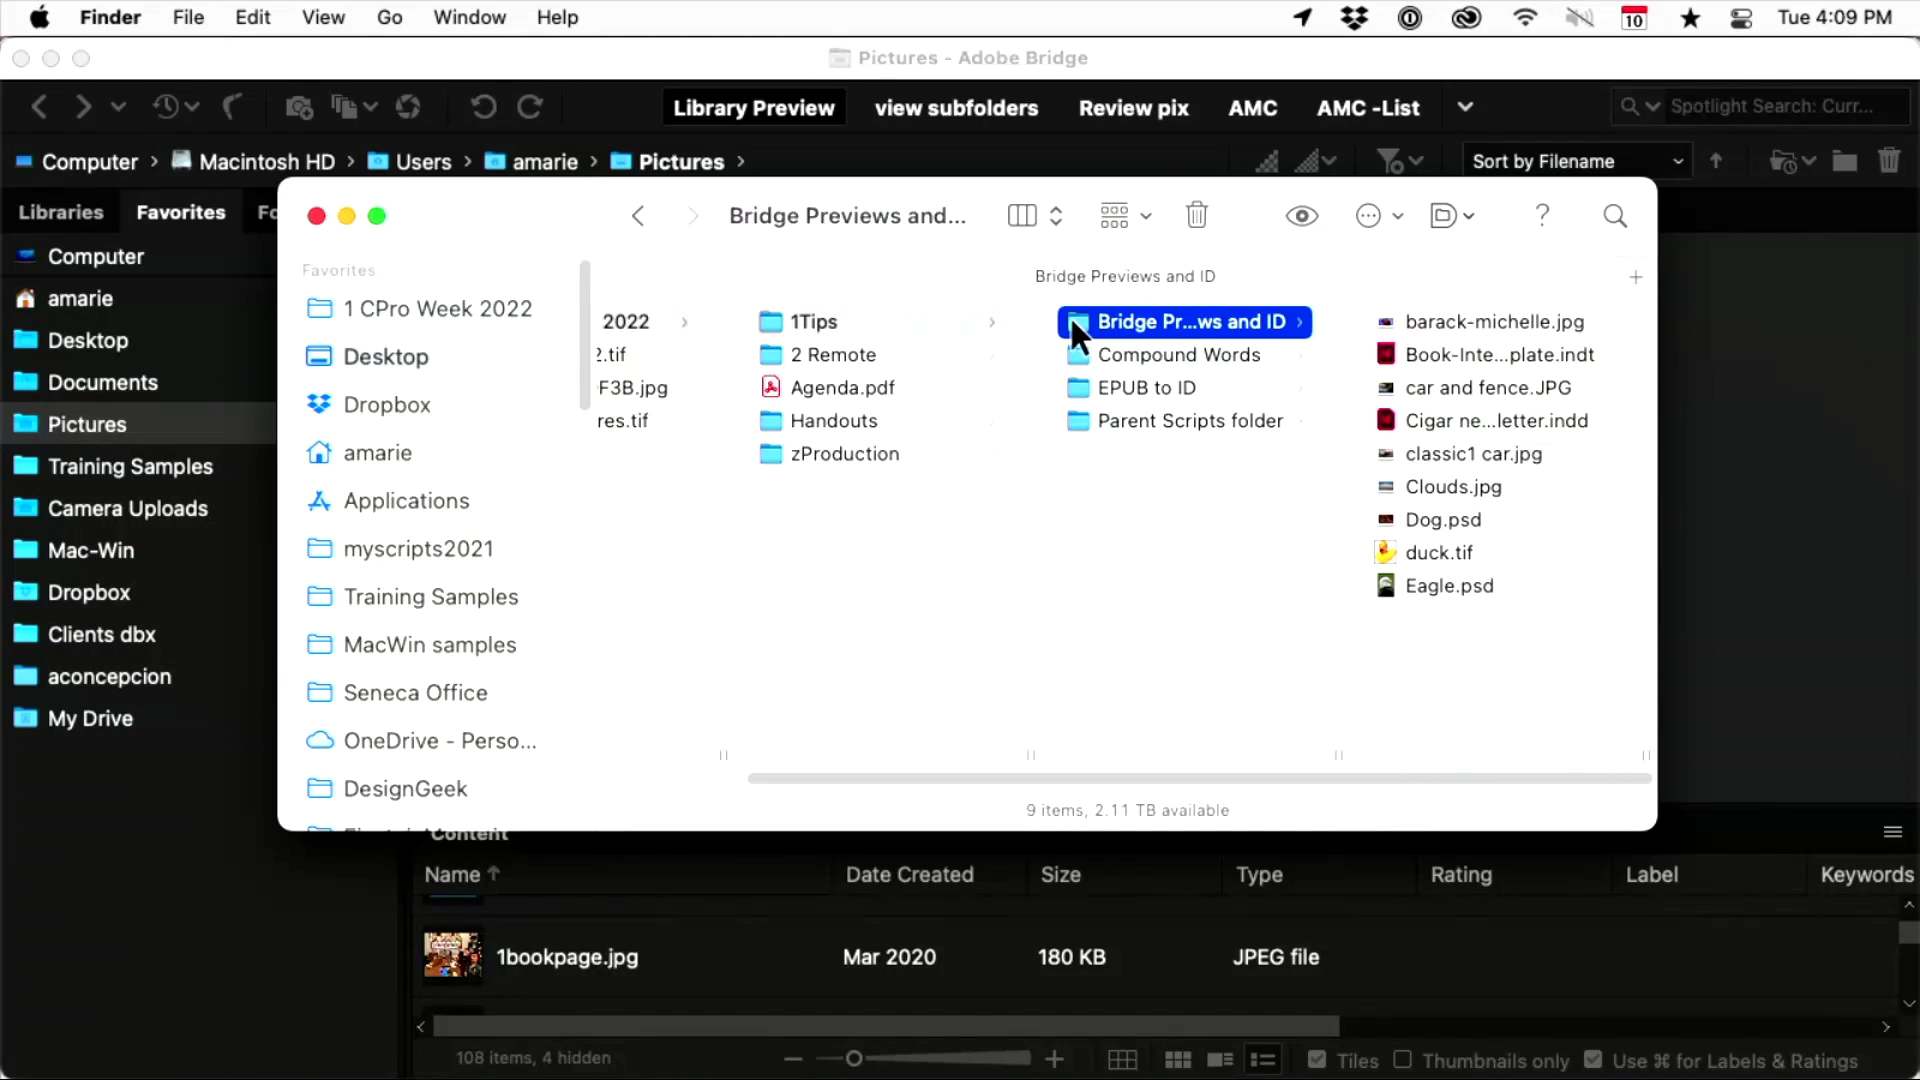 Finder File Edit View Go Window Help 10 Tue 4:09 PM
Pictures - Adobe Bridge
Library Preview view subfolders Review pix AMC AMC -List Spotlight Search: Curr...
Computer Macintosh HD Users amarie Pictures Sort by Filename
Libraries Favorites Fo
Computer
amarie
Desktop
Documents
Pictures
Training Samples
Camera Uploads
Mac-Win
Dropbox
Clients dbx
aconcepcion
My Drive
Bridge Previews and...
Favorites
1 CPro Week 2022
Desktop
Dropbox
amarie
Applications
myscripts2021
Training Samples
MacWin samples
Seneca Office
OneDrive - Perso...
DesignGeek
Bridge Previews and ID
2022
2.tif
F3B.jpg
res.tif
1Tips
2 Remote
Agenda.pdf
Handouts
zProduction
Bridge Pr...ws and ID
Compound Words
EPUB to ID
Parent Scripts folder
barack-michelle.jpg
Book-Inte...plate.indt
car and fence.JPG
Cigar ne...letter.indd
classic1 car.jpg
Clouds.jpg
Dog.psd
duck.tif
Eagle.psd
9 items, 2.11 TB available
Content
Name Date Created Size Type Rating Label Keywords
1bookpage.jpg Mar 2020 180 KB JPEG file
108 items, 4 hidden Tiles Thumbnails only Use ⌘ for Labels & Ratings